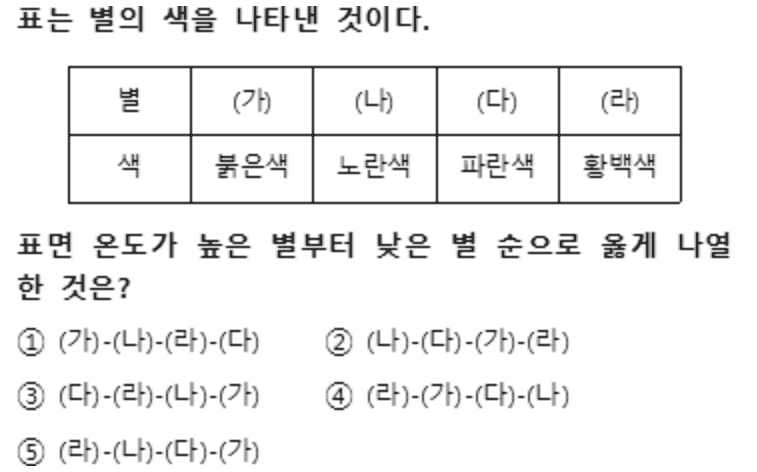 표는 별의 색을 나타낸 것이다.
별 (가) (나) (다) (라)
색 붉은색 노란색 파란색 황백색
표면 온도가 높은 별부터 낮은 별 순으로 옳게 나열
한 것은?
① (가)-(나)-(라)-(다) ② (나)-(다)-(가)-(라)
③ (다)-(라)-(나)-(가) ④ (라)-(가)-(다)-(나)
⑤ (라)-(나)-(다)-(가)